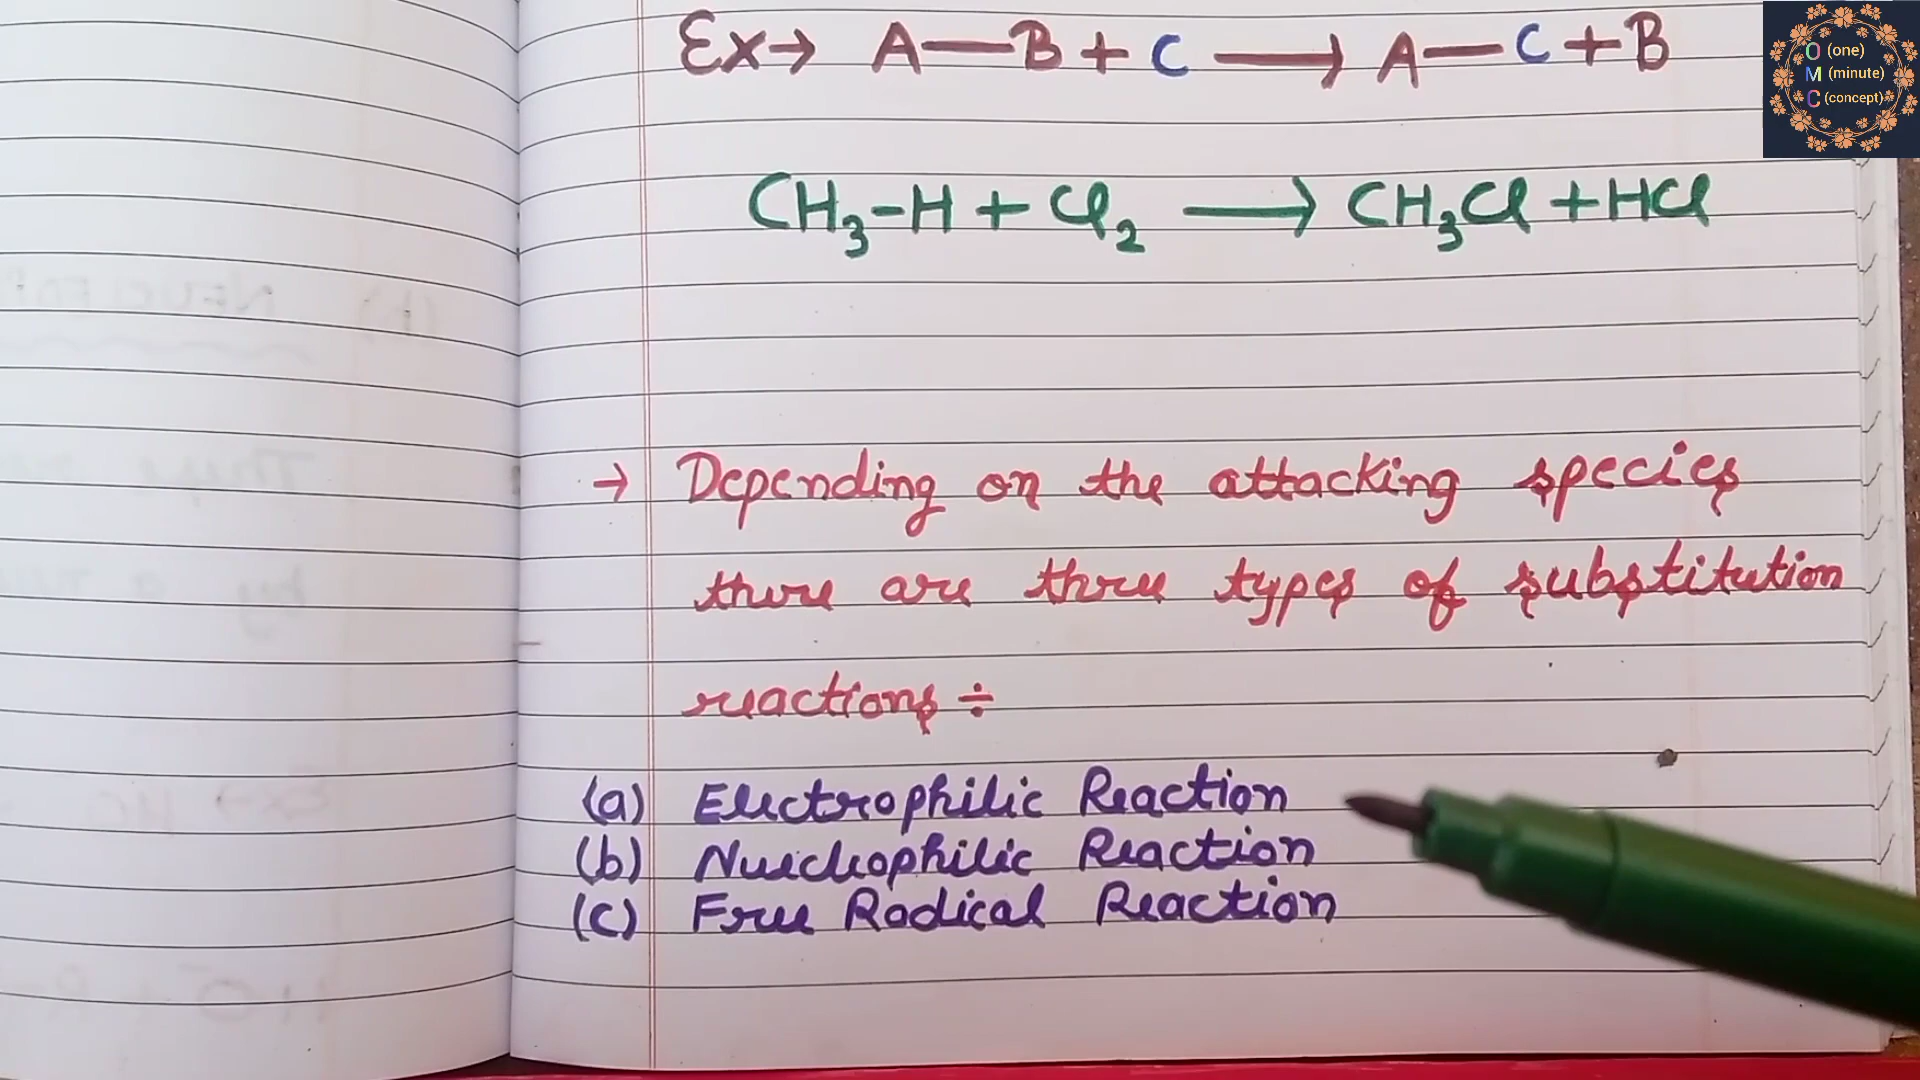 Ex→ A—B + C ⟶ A—C + B
O (one)
M (minute)
C (concept)
CH₃-H + Cl₂ ⟶ CH₃Cl + HCl
→ Depending on the attacking species
there are three types of substitution
reactions ÷
(a) Electrophilic Reaction
(b) Nucleophilic Reaction
(c) Free Radical Reaction